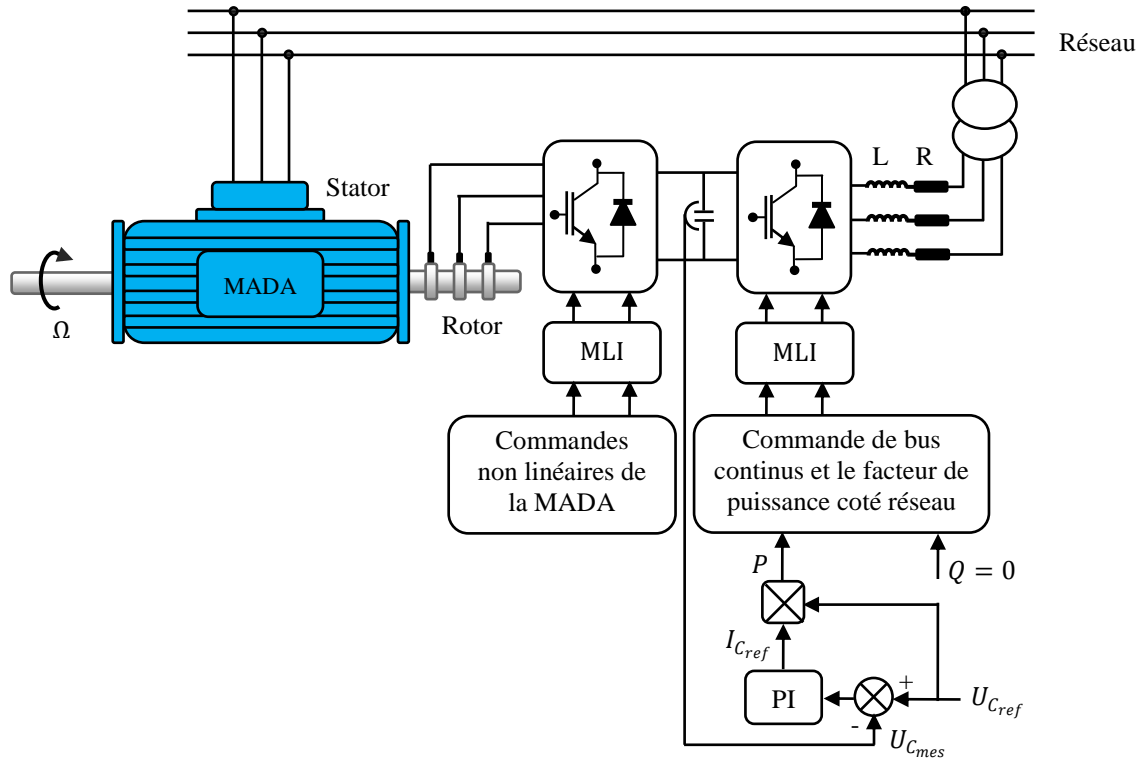 Réseau
L
R
Stator
MADA
Ω
Rotor
MLI
MLI
Commandes
non linéaires de
la MADA
Commande de bus
continus et le facteur de
puissance coté réseau
P
Q = 0
I_{C_{ref}}
PI
+
-
U_{C_{ref}}
U_{C_{mes}}